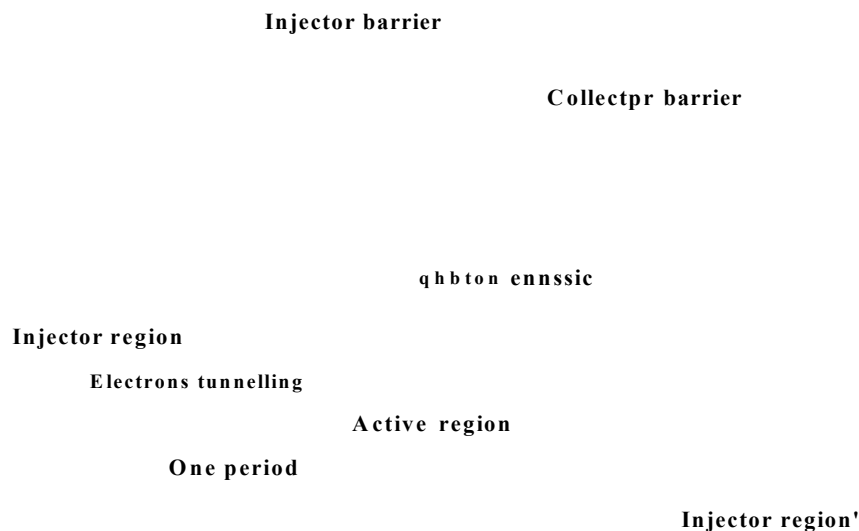 Injector barrier
Collectpr barrier
qhbton ennssic
Injector region
Electrons tunnelling
Active region
One period
Injector region'